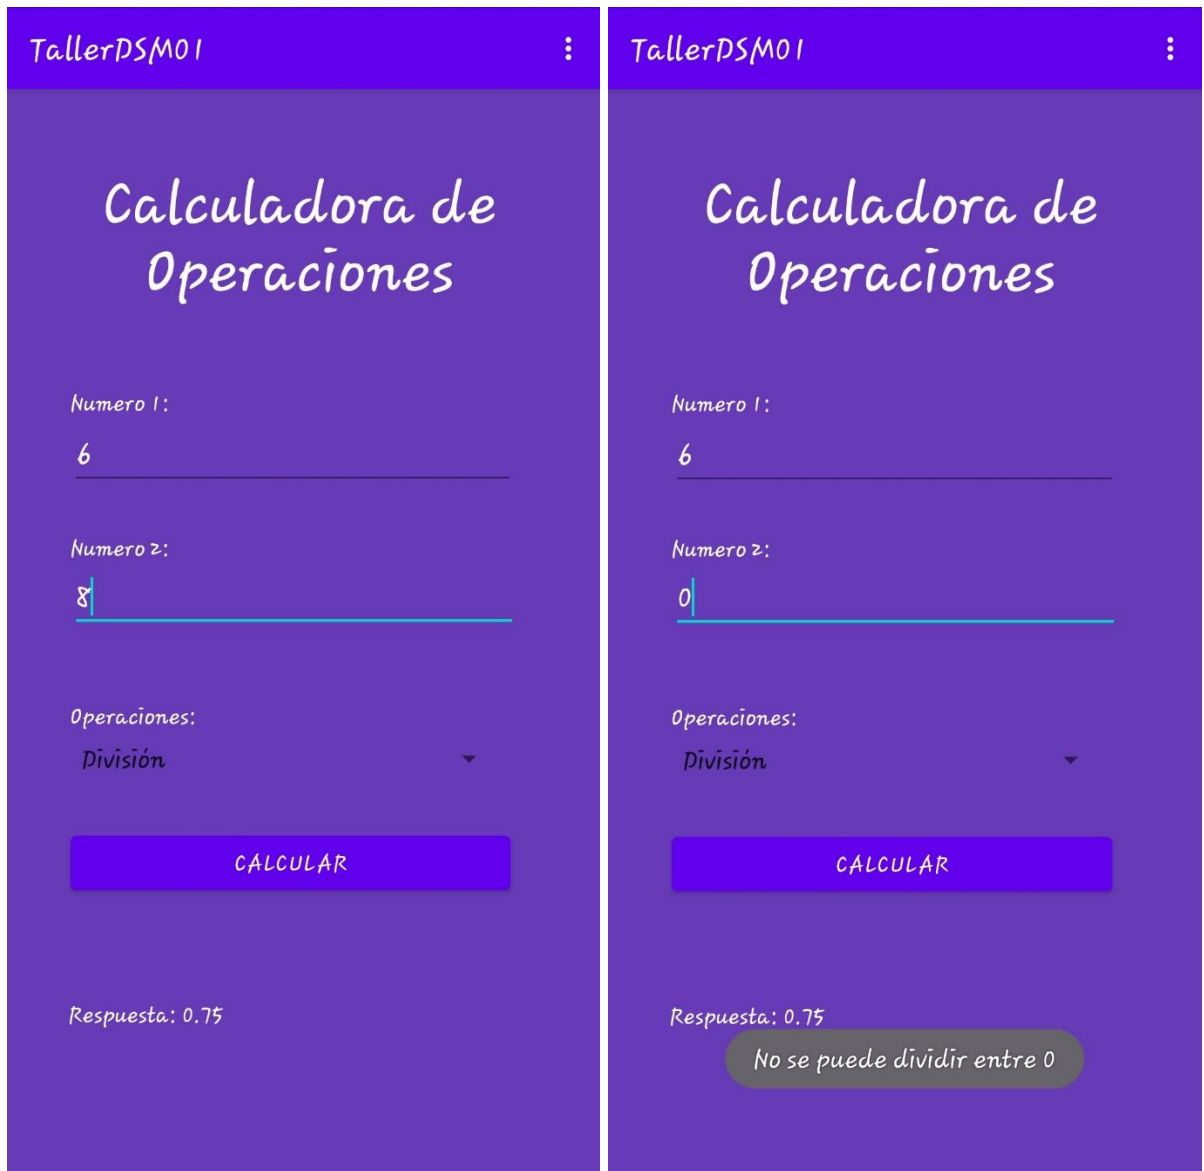 TallerDSM01
Calculadora de
Operaciones
Numero 1:
6
Numero 2:
8
Operaciones:
División
CALCULAR
Respuesta: 0.75
TallerDSM01
Calculadora de
Operaciones
Numero 1:
6
Numero 2:
0
Operaciones:
División
CALCULAR
Respuesta: 0.75
No se puede dividir entre 0